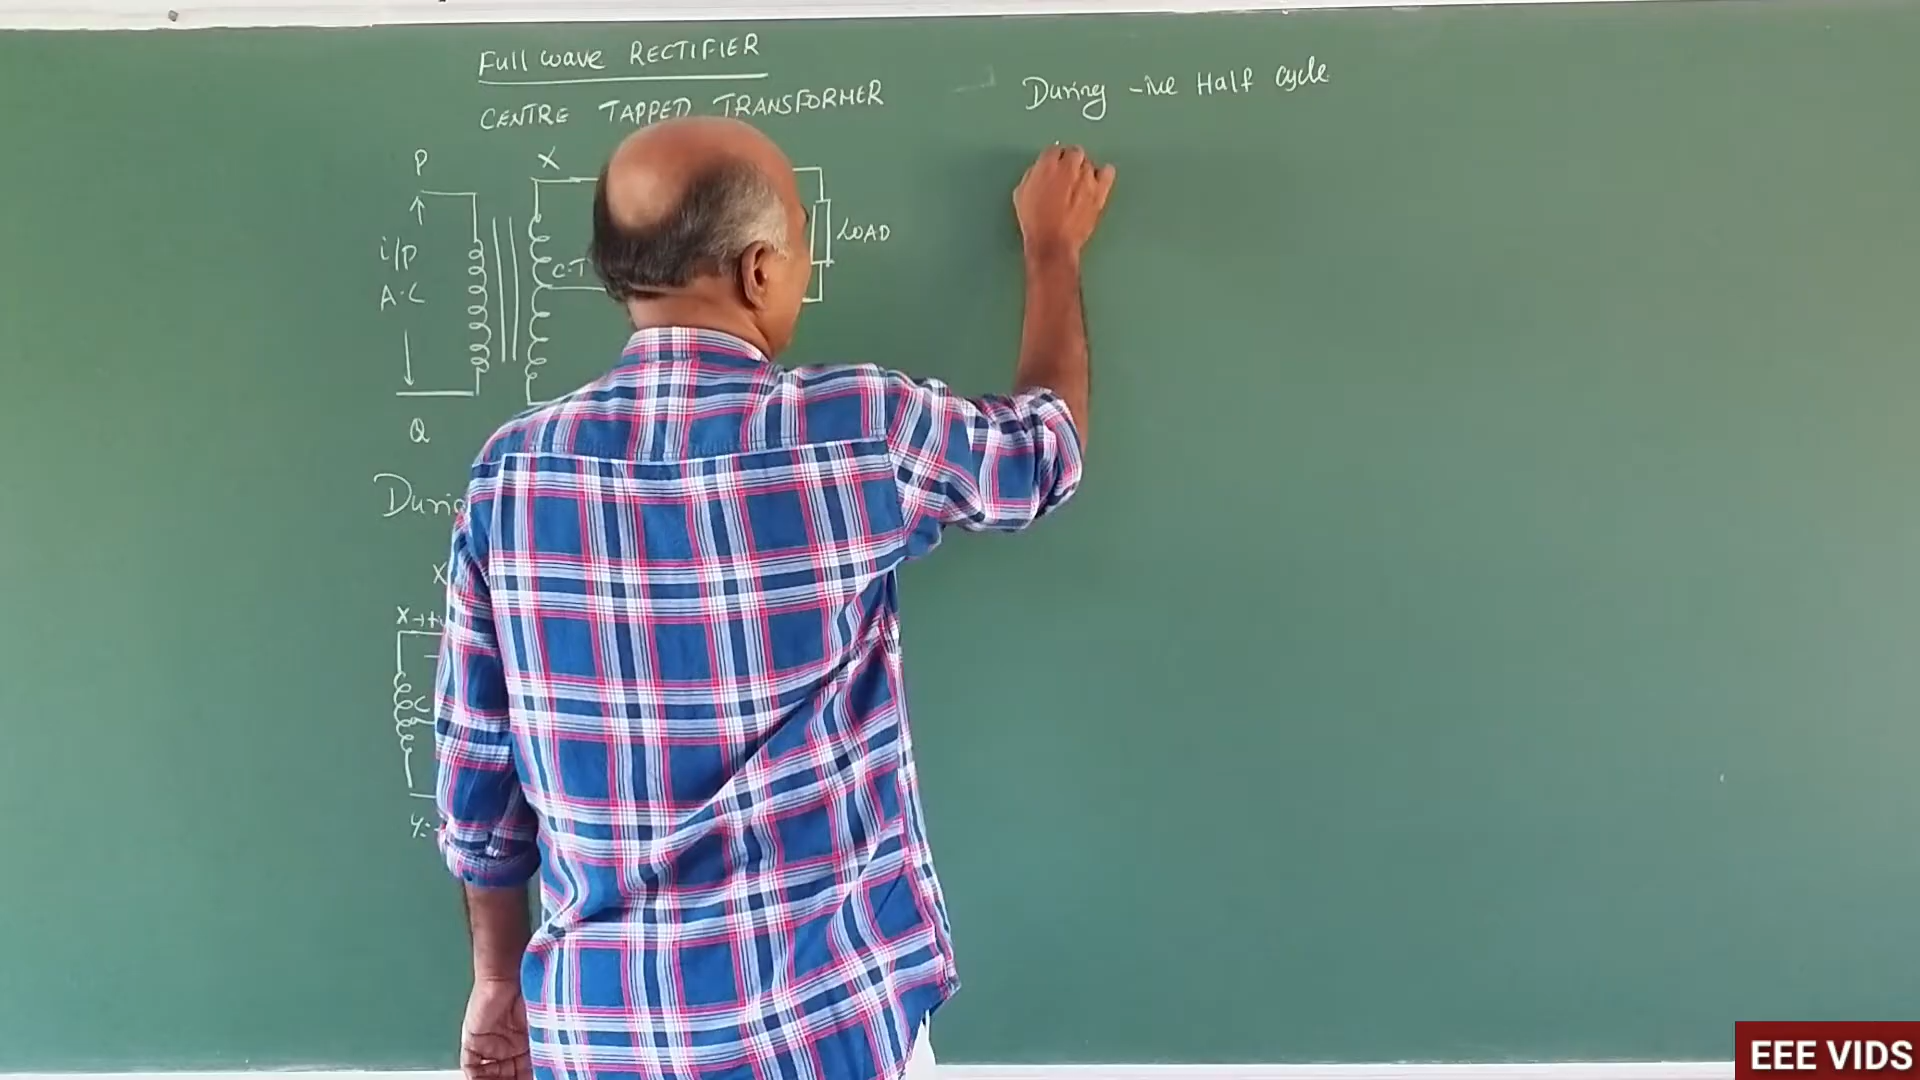 Full wave RECTIFIER
CENTRE TAPPED TRANSFORMER
P
X
i/P
A.C
C.T
LOAD
Q
X
X→
C
Y:-
During -ive Half cycle
EEE VIDS